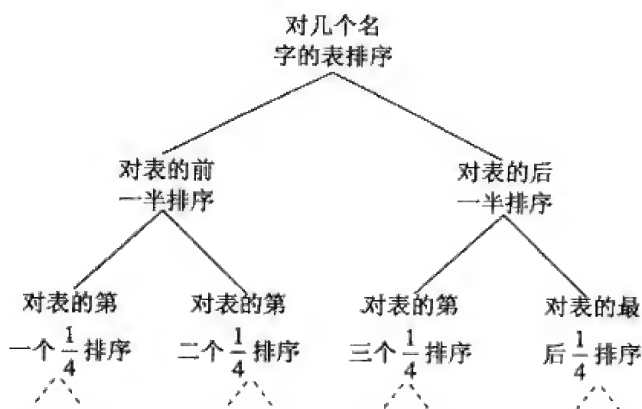 对几个名
字的表排序
对表的前
一半排序
对表的后
一半排序
对表的第
一个 1/4 排序
对表的第
二个 1/4 排序
对表的第
三个 1/4 排序
对表的最
后 1/4 排序